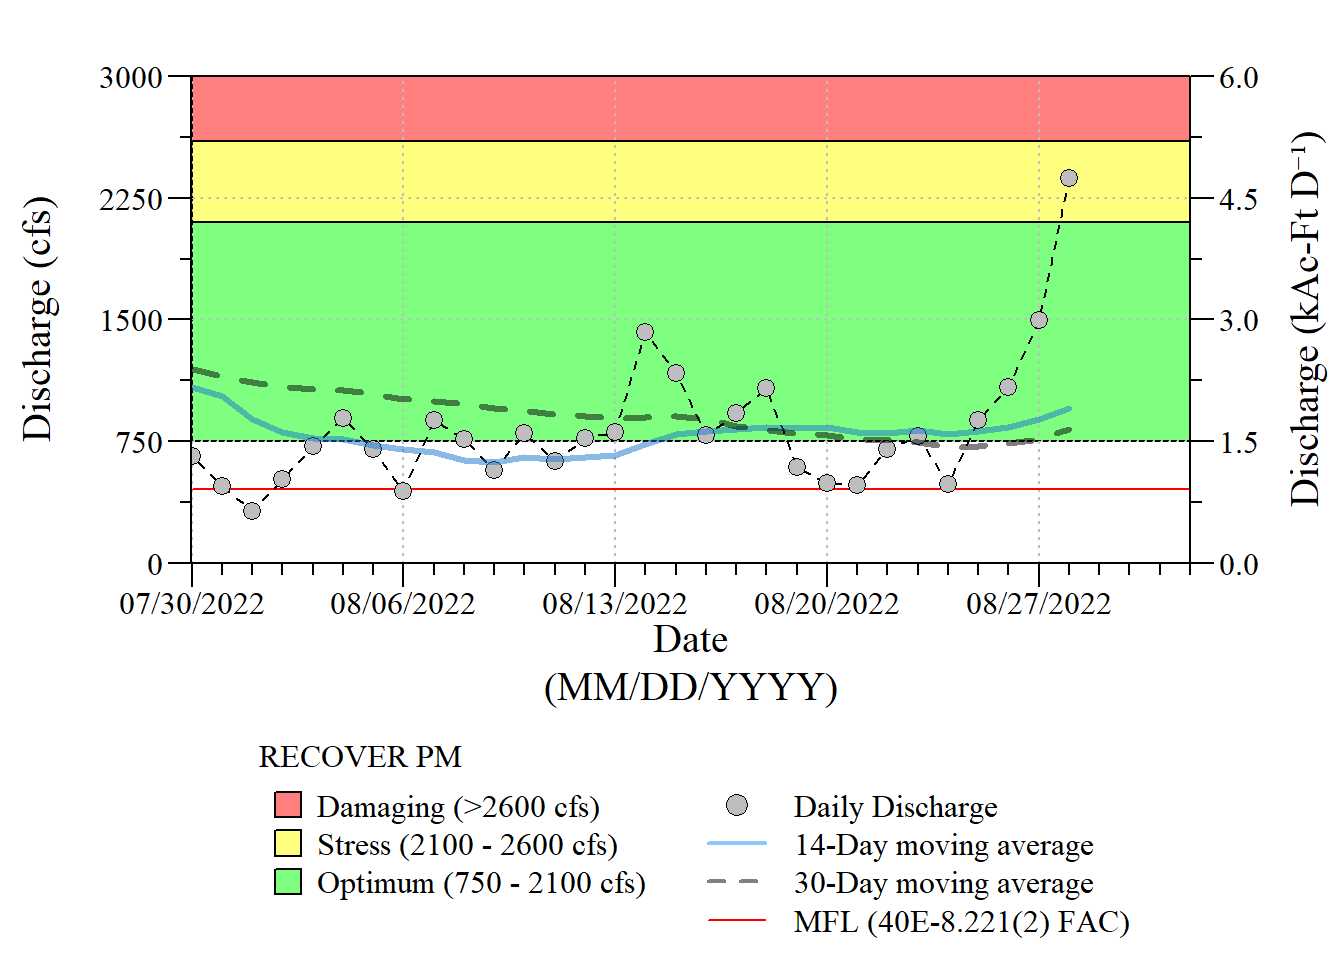 3000
2250
1500
750
0
Discharge (cfs)
6.0
4.5
3.0
1.5
0.0
Discharge (kAc-Ft D⁻¹)
07/30/2022 08/06/2022 08/13/2022 08/20/2022 08/27/2022
Date
(MM/DD/YYYY)
RECOVER PM
Damaging (>2600 cfs)
Stress (2100 - 2600 cfs)
Optimum (750 - 2100 cfs)
Daily Discharge
14-Day moving average
30-Day moving average
MFL (40E-8.221(2) FAC)